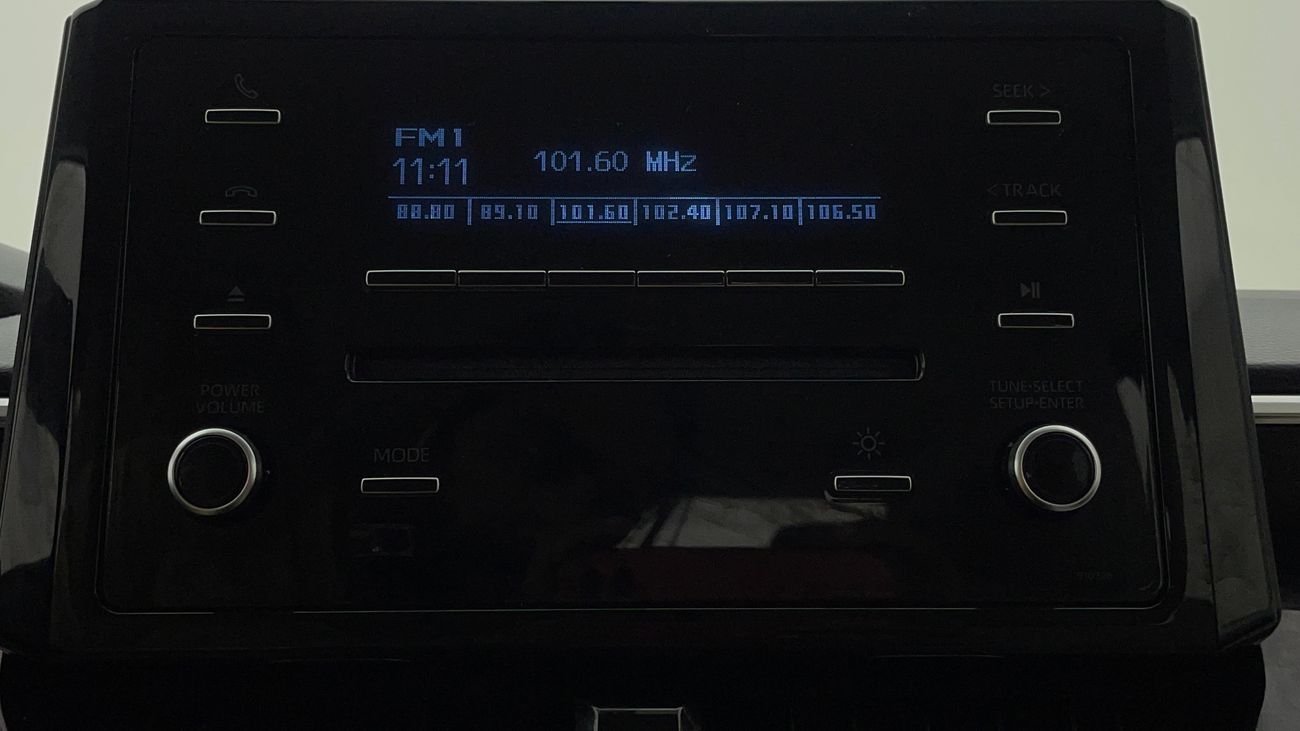 SEEK >
FM1
11:11
101.60 MHz
< TRACK
88.80 | 89.10 | 101.60 | 102.40 | 107.10 | 106.50
POWER
VOLUME
TUNE•SELECT
SETUP•ENTER
MODE